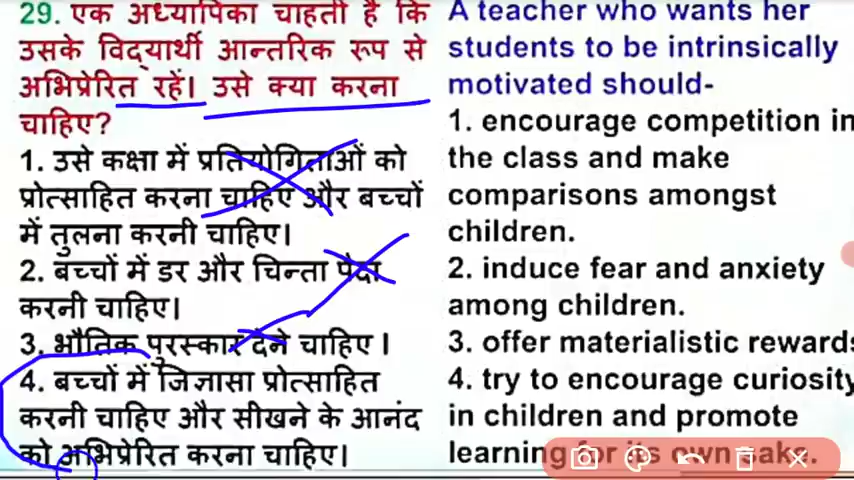 29. एक अध्यापिका चाहती है कि
उसके विद्यार्थी आन्तरिक रूप से
अभिप्रेरित रहें। उसे क्या करना
चाहिए?
1. उसे कक्षा में प्रतियोगिताओं को
प्रोत्साहित करना चाहिए और बच्चों
में तुलना करनी चाहिए।
2. बच्चों में डर और चिन्ता पैदा
करनी चाहिए।
3. भौतिक पुरस्कार देने चाहिए ।
4. बच्चों में जिज्ञासा प्रोत्साहित
करनी चाहिए और सीखने के आनंद
को अभिप्रेरित करना चाहिए।
A teacher who wants her
students to be intrinsically
motivated should-
1. encourage competition in
the class and make
comparisons amongst
children.
2. induce fear and anxiety
among children.
3. offer materialistic rewards
4. try to encourage curiosity
in children and promote
learning for its own sake.